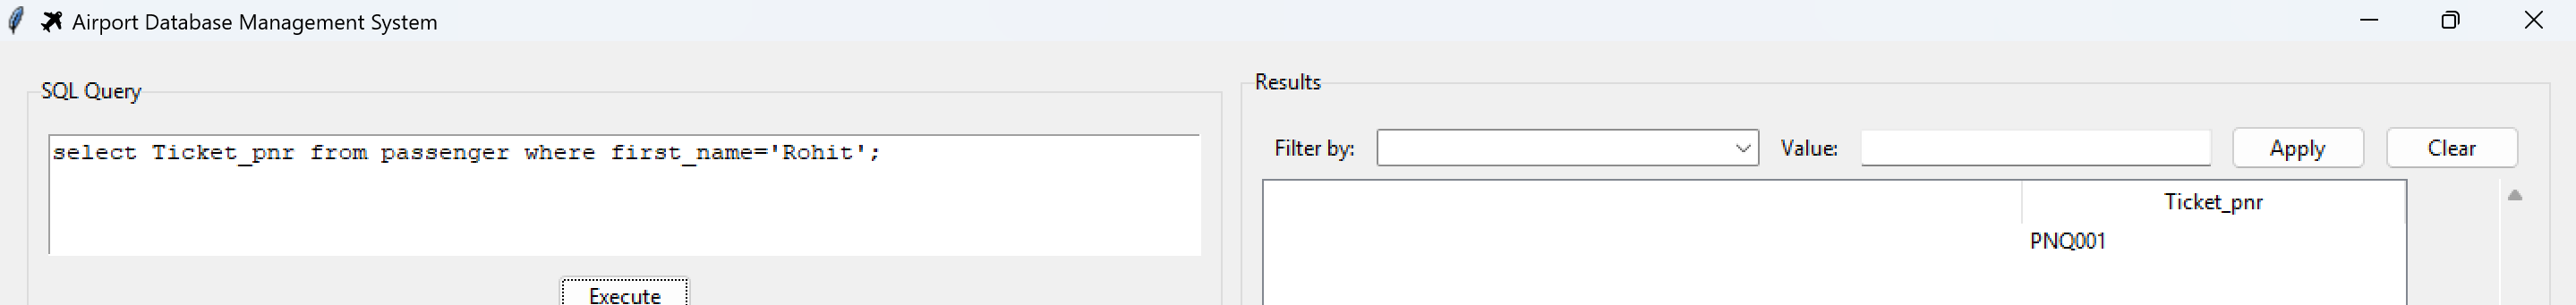 Airport Database Management System
SQL Query
select Ticket_pnr from passenger where first_name='Rohit';
Execute
Results
Filter by: Value: Apply Clear
Ticket_pnr
PNQ001